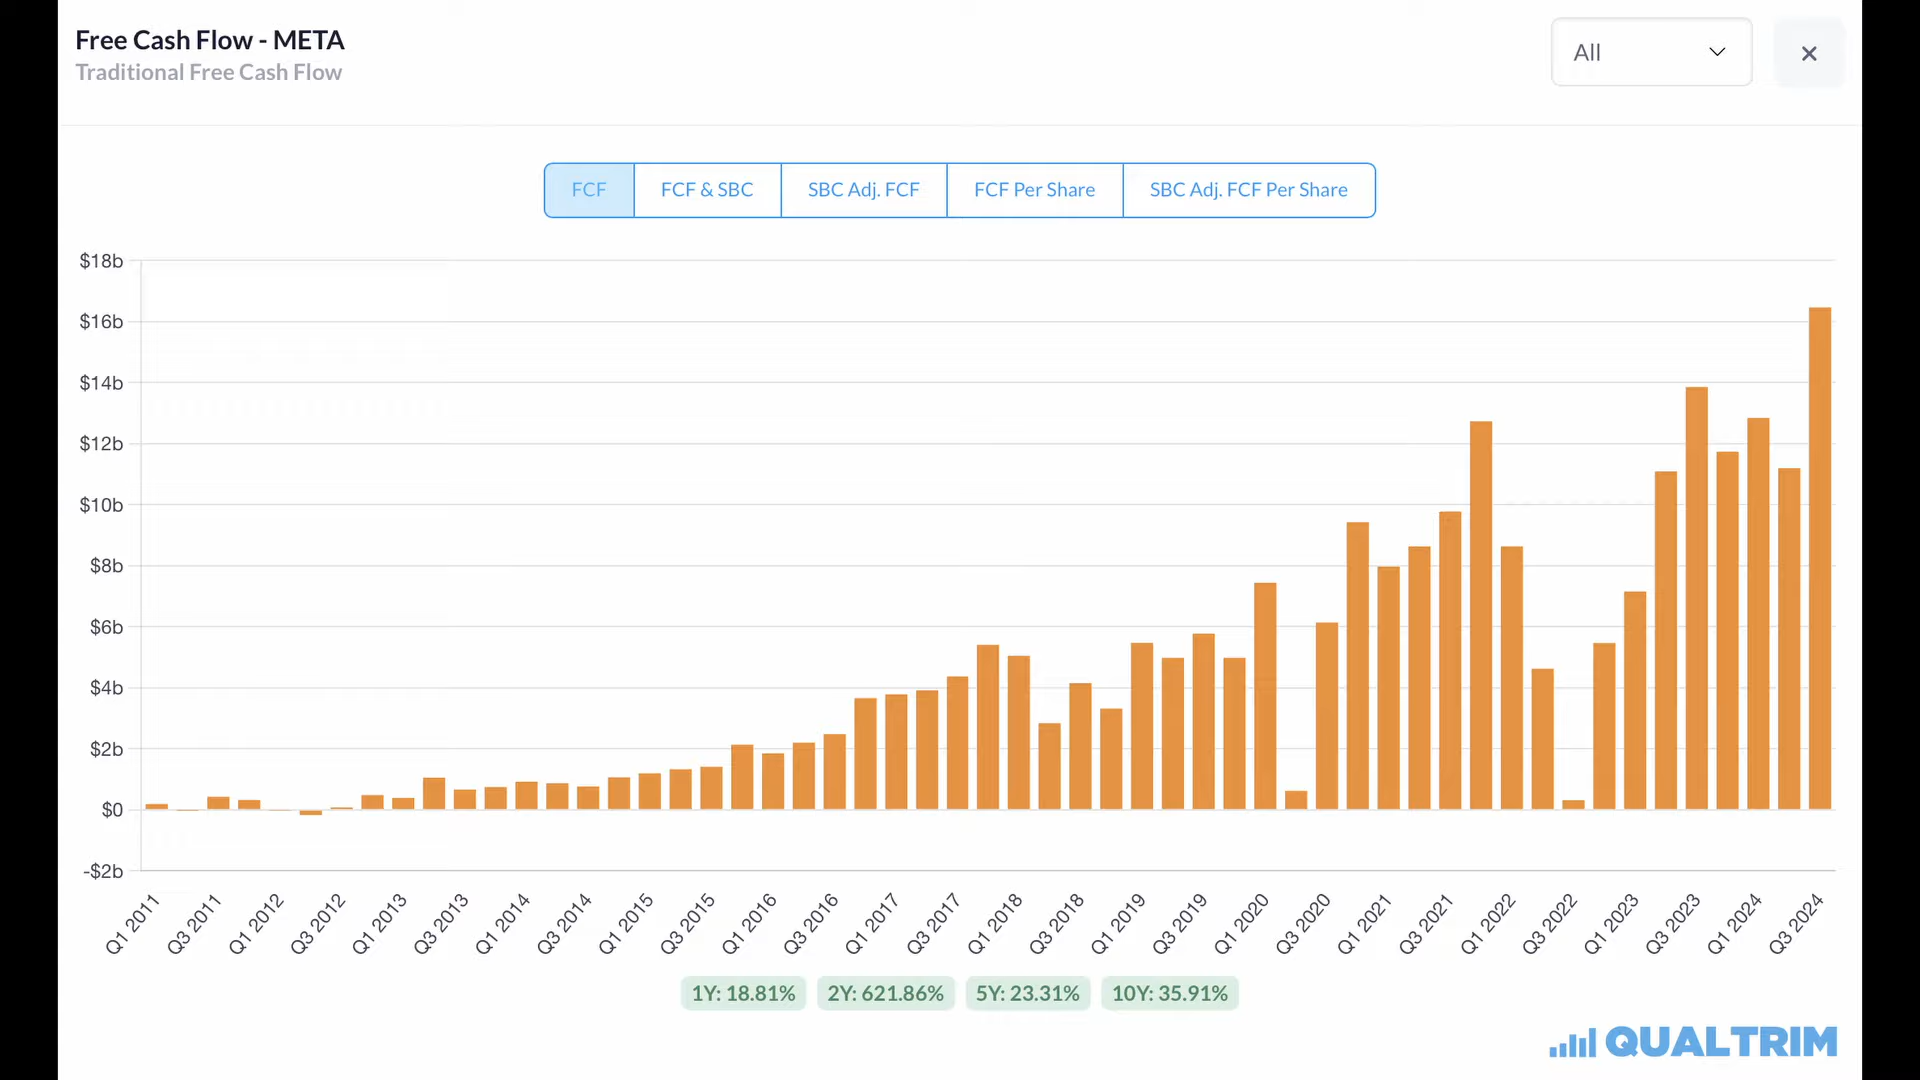 Free Cash Flow - META
Traditional Free Cash Flow
All
FCF
FCF & SBC
SBC Adj. FCF
FCF Per Share
SBC Adj. FCF Per Share
$18b
$16b
$14b
$12b
$10b
$8b
$6b
$4b
$2b
$0
-$2b
Q1 2011
Q3 2011
Q1 2012
Q3 2012
Q1 2013
Q3 2013
Q1 2014
Q3 2014
Q1 2015
Q3 2015
Q1 2016
Q3 2016
Q1 2017
Q3 2017
Q1 2018
Q3 2018
Q1 2019
Q3 2019
Q1 2020
Q3 2020
Q1 2021
Q3 2021
Q1 2022
Q3 2022
Q1 2023
Q3 2023
Q1 2024
Q3 2024
1Y: 18.81%
2Y: 621.86%
5Y: 23.31%
10Y: 35.91%
QUALTRIM